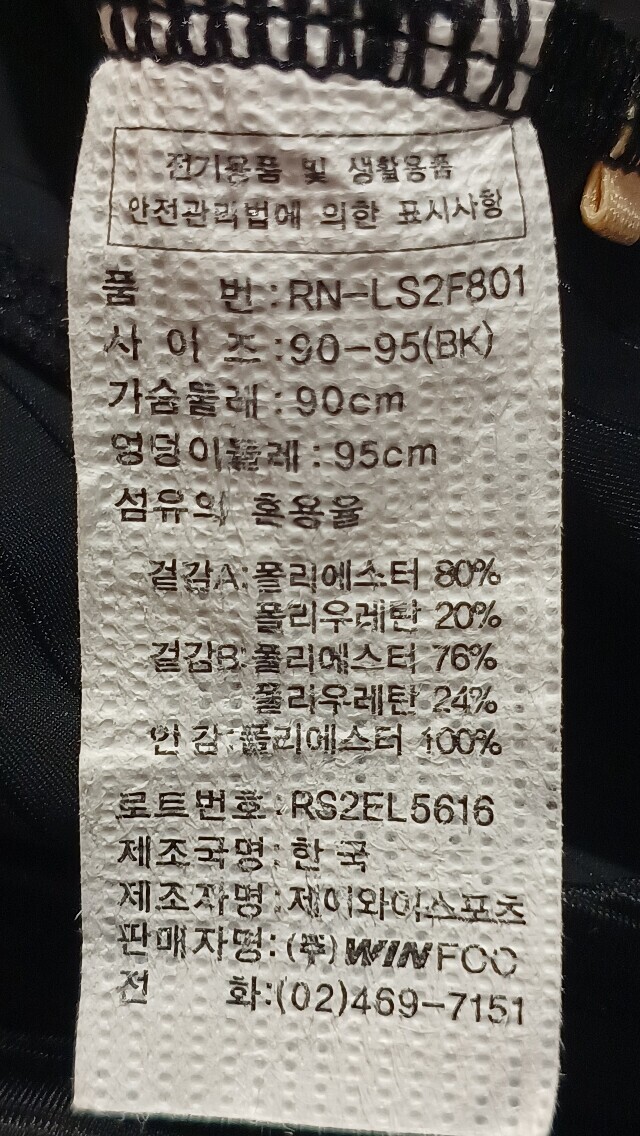 전기용품 및 생활용품
안전관리법에 의한 표시사항
품 번:RN-LS2F801
사 이 즈:90-95(BK)
가슴둘레:90cm
엉덩이둘레:95cm
섬유의 혼용율
겉감A:폴리에스터 80%
폴리우레탄 20%
겉감B:폴리에스터 76%
폴리우레탄 24%
안 감:폴리에스터 100%
로트번호:RS2EL5616
제조국명:한 국
제조자명:제이와이스포츠
판매자명:(주)WINFCC
전 화:(02)469-7151